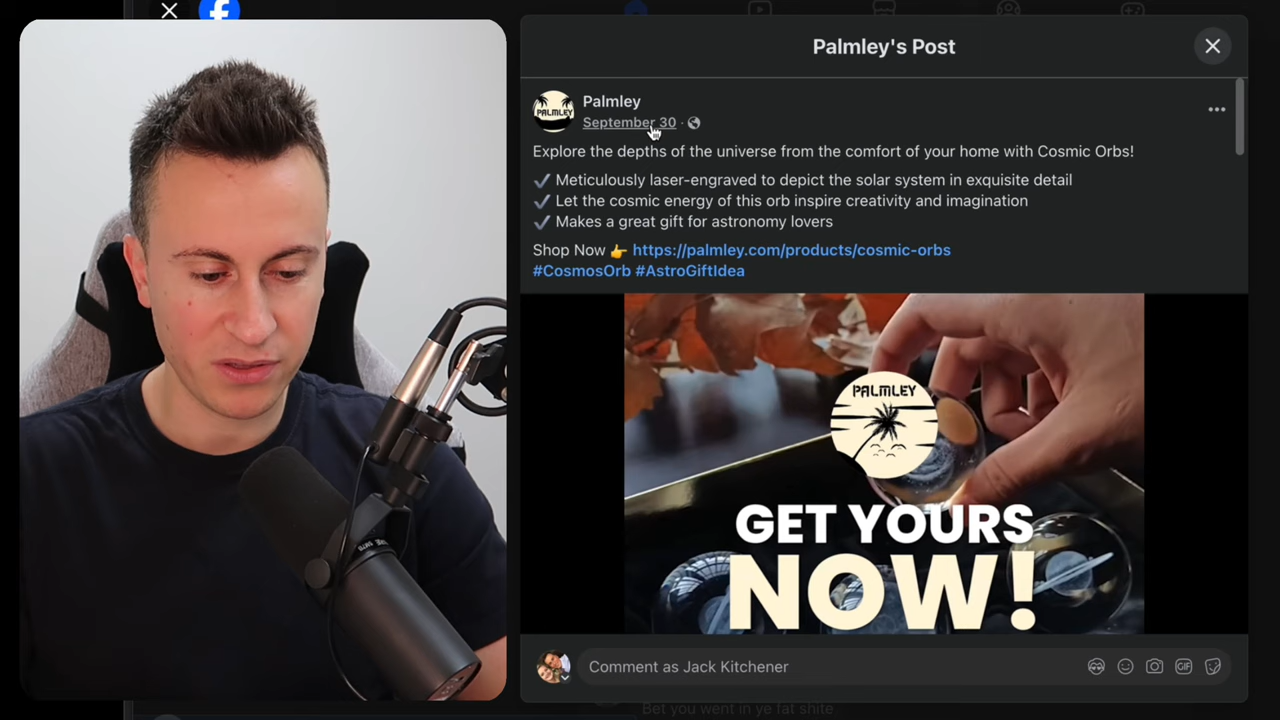 Palmley's Post
PALMLEY
Palmley
September 30
Explore the depths of the universe from the comfort of your home with Cosmic Orbs!
✔ Meticulously laser-engraved to depict the solar system in exquisite detail
✔ Let the cosmic energy of this orb inspire creativity and imagination
✔ Makes a great gift for astronomy lovers
Shop Now 👉 https://palmley.com/products/cosmic-orbs
#CosmosOrb #AstroGiftIdea
PALMLEY
GET YOURS
NOW!
Comment as Jack Kitchener
GIF
Bet you went in ye fat shite